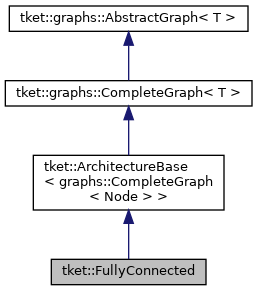 tket::graphs::AbstractGraph< T >
tket::graphs::CompleteGraph< T >
tket::ArchitectureBase
< graphs::CompleteGraph
< Node > >
tket::FullyConnected